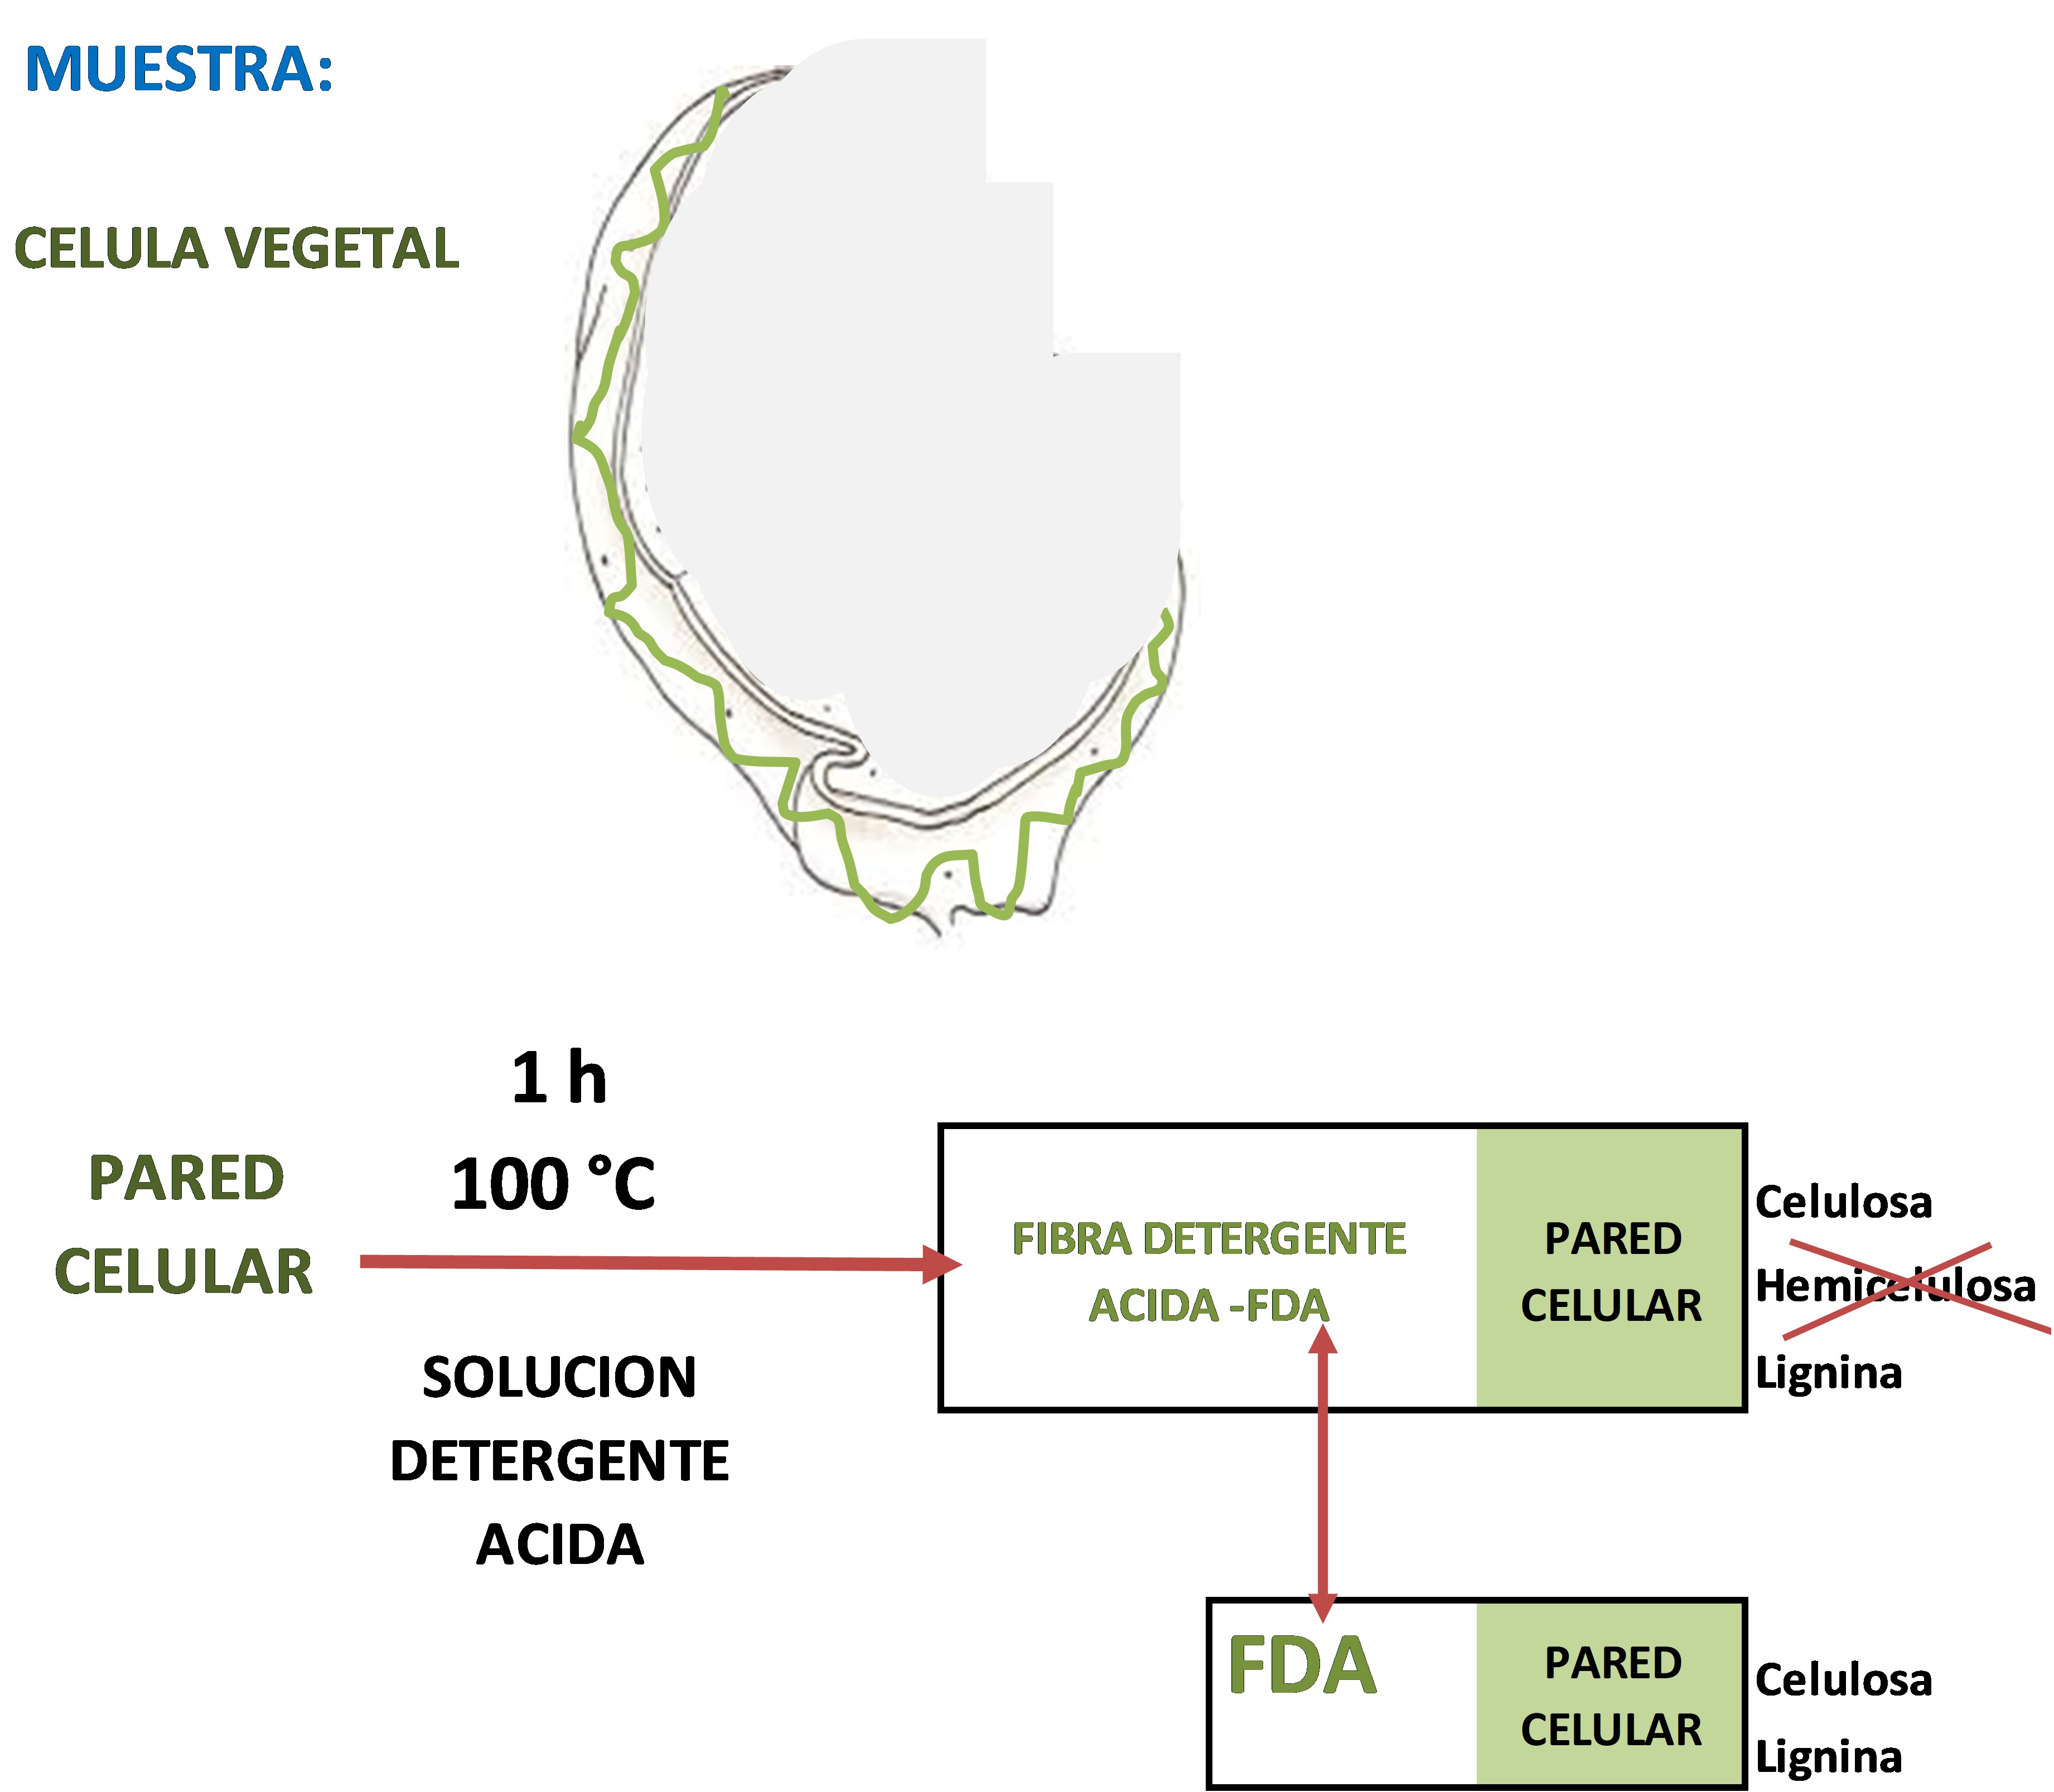 MUESTRA:
CELULA VEGETAL
1 h
100 °C
PARED
CELULAR
SOLUCION
DETERGENTE
ACIDA
FIBRA DETERGENTE
ACIDA -FDA
PARED
CELULAR
Celulosa
Hemicelulosa
Lignina
FDA
PARED
CELULAR
Celulosa
Lignina